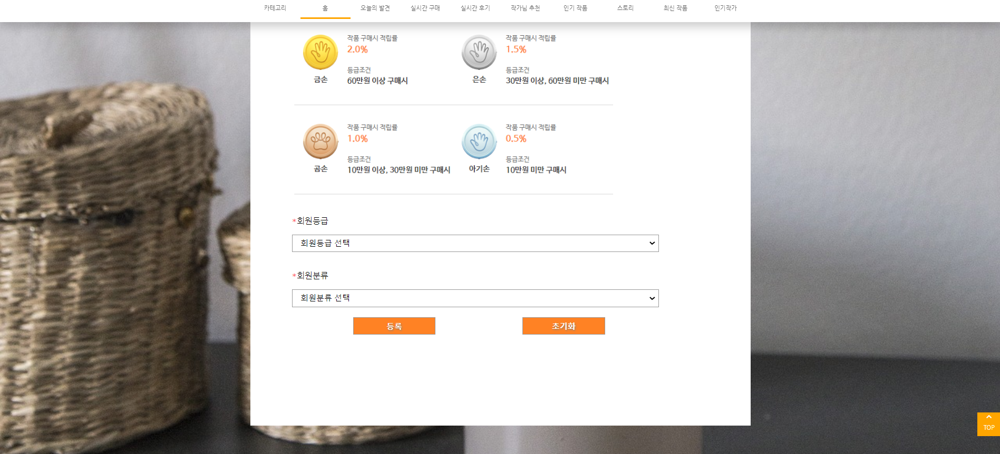 카테고리 홈 오늘의 발견 실시간 구매 실시간 후기 작가님 추천 인기 작품 스토리 최신 작품 인기작가
작품 구매시 적립률
2.0%
등급조건
60만원 이상 구매시
금손
작품 구매시 적립률
1.5%
등급조건
30만원 이상, 60만원 미만 구매시
은손
작품 구매시 적립률
1.0%
등급조건
10만원 이상, 30만원 미만 구매시
곰손
작품 구매시 적립률
0.5%
등급조건
10만원 미만 구매시
아기손
*회원등급
회원등급 선택
*회원분류
회원분류 선택
등록 초기화
TOP